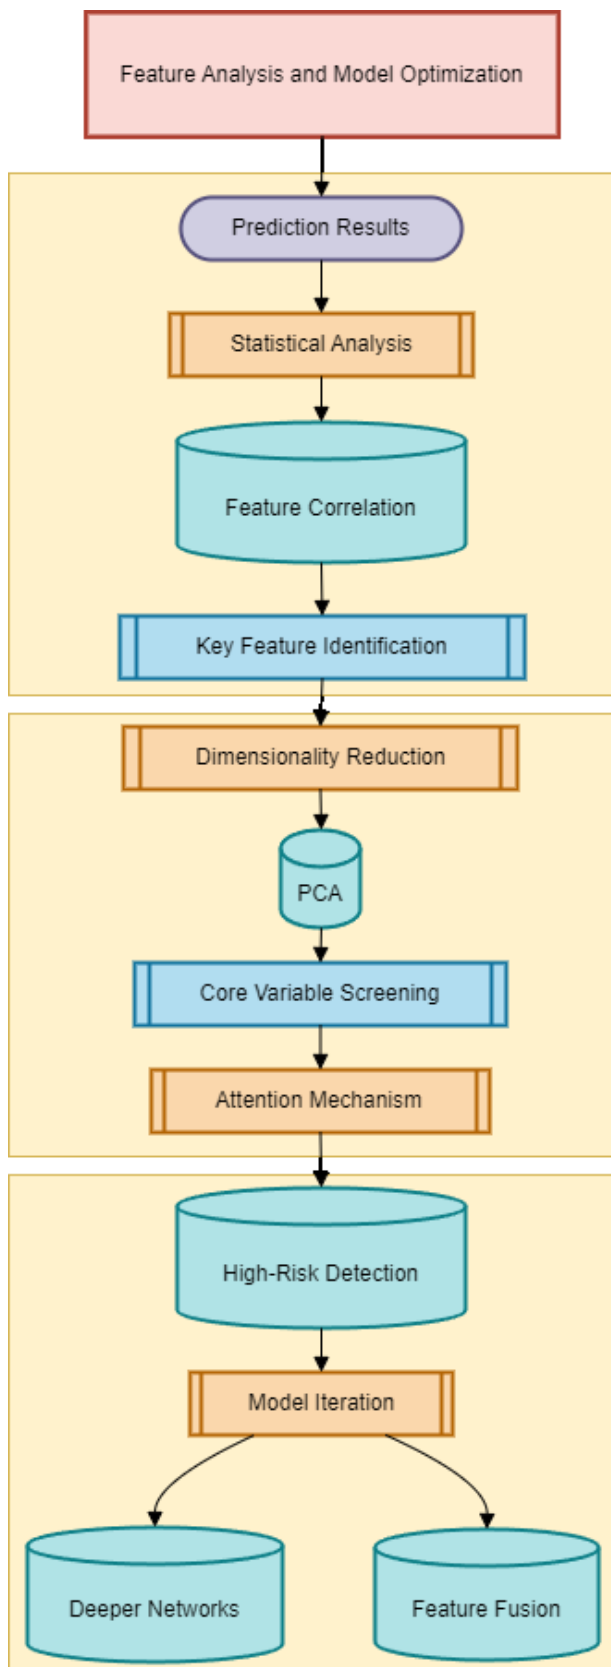 Feature Analysis and Model Optimization
Prediction Results
Statistical Analysis
Feature Correlation
Key Feature Identification
Dimensionality Reduction
PCA
Core Variable Screening
Attention Mechanism
High-Risk Detection
Model Iteration
Deeper Networks
Feature Fusion